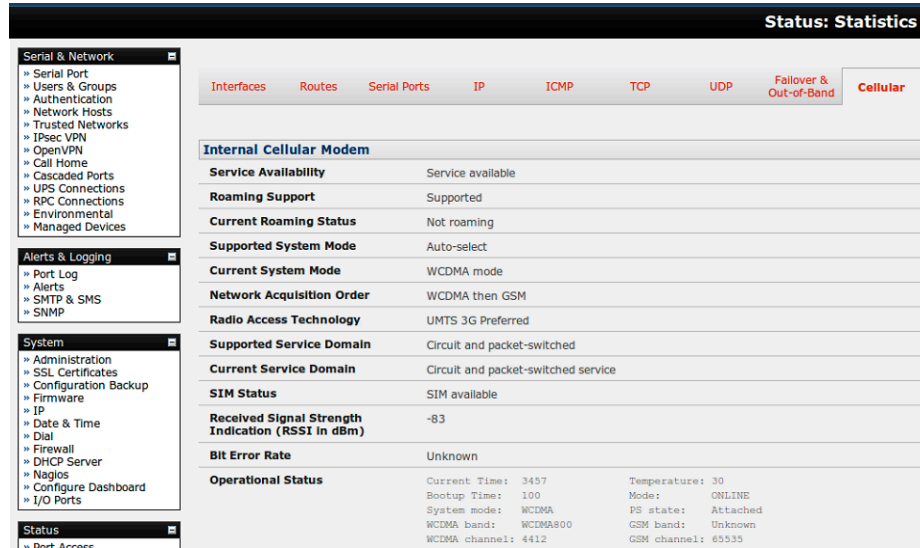 Status: Statistics
Serial & Network
» Serial Port
» Users & Groups
» Authentication
» Network Hosts
» Trusted Networks
» IPsec VPN
» OpenVPN
» Call Home
» Cascaded Ports
» UPS Connections
» RPC Connections
» Environmental
» Managed Devices
Alerts & Logging
» Port Log
» Alerts
» SMTP & SMS
» SNMP
System
» Administration
» SSL Certificates
» Configuration Backup
» Firmware
» IP
» Date & Time
» Dial
» Firewall
» DHCP Server
» Nagios
» Configure Dashboard
» I/O Ports
Status
» Port Access
Interfaces Routes Serial Ports IP ICMP TCP UDP Failover & Out-of-Band Cellular
Internal Cellular Modem
Service Availability Service available
Roaming Support Supported
Current Roaming Status Not roaming
Supported System Mode Auto-select
Current System Mode WCDMA mode
Network Acquisition Order WCDMA then GSM
Radio Access Technology UMTS 3G Preferred
Supported Service Domain Circuit and packet-switched
Current Service Domain Circuit and packet-switched service
SIM Status SIM available
Received Signal Strength
Indication (RSSI in dBm) -83
Bit Error Rate Unknown
Operational Status
Current Time: 3457 Temperature: 30
Bootup Time: 100 Mode: ONLINE
System mode: WCDMA PS state: Attached
WCDMA band: WCDMA800 GSM band: Unknown
WCDMA channel: 4412 GSM channel: 65535